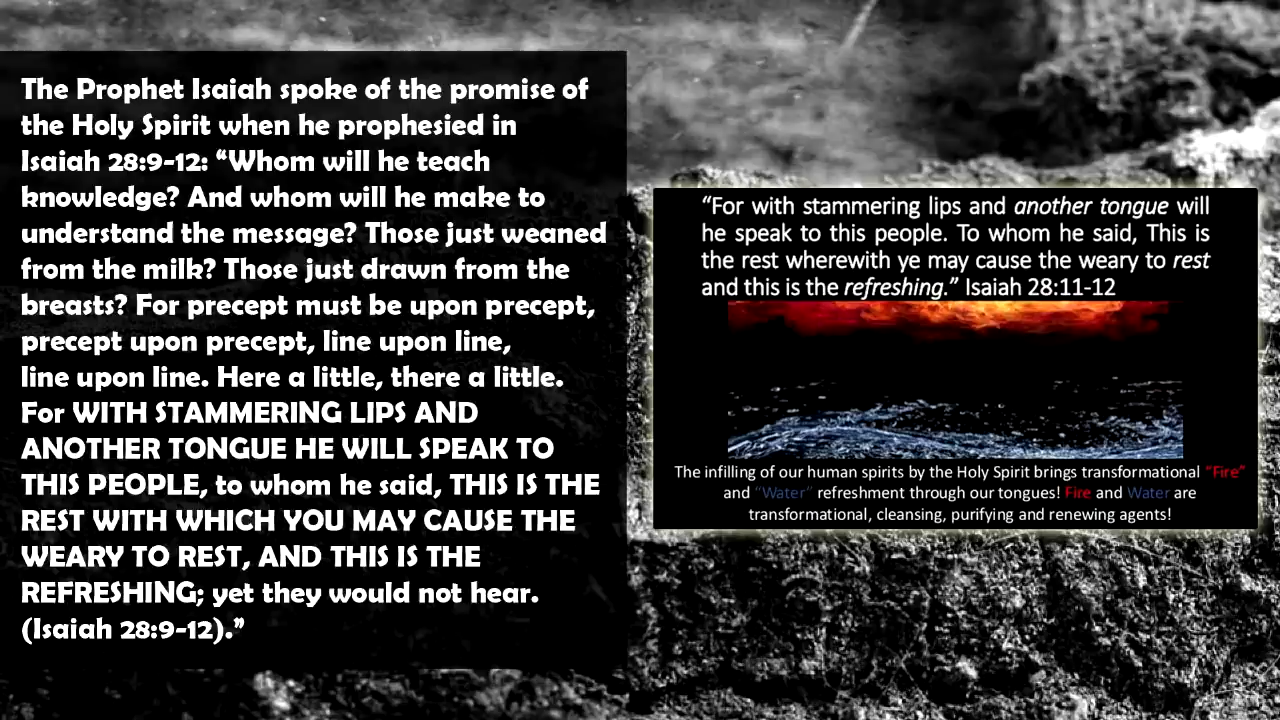 The Prophet Isaiah spoke of the promise of
the Holy Spirit when he prophesied in
Isaiah 28:9-12: “Whom will he teach
knowledge? And whom will he make to
understand the message? Those just weaned
from the milk? Those just drawn from the
breasts? For precept must be upon precept,
precept upon precept, line upon line,
line upon line. Here a little, there a little.
For WITH STAMMERING LIPS AND
ANOTHER TONGUE HE WILL SPEAK TO
THIS PEOPLE, to whom he said, THIS IS THE
REST WITH WHICH YOU MAY CAUSE THE
WEARY TO REST, AND THIS IS THE
REFRESHING; yet they would not hear.
(Isaiah 28:9-12).”
“For with stammering lips and another tongue will
he speak to this people. To whom he said, This is
the rest wherewith ye may cause the weary to rest
and this is the refreshing.” Isaiah 28:11-12
The infilling of our human spirits by the Holy Spirit brings transformational “Fire”
and “Water” refreshment through our tongues! Fire and Water are
transformational, cleansing, purifying and renewing agents!